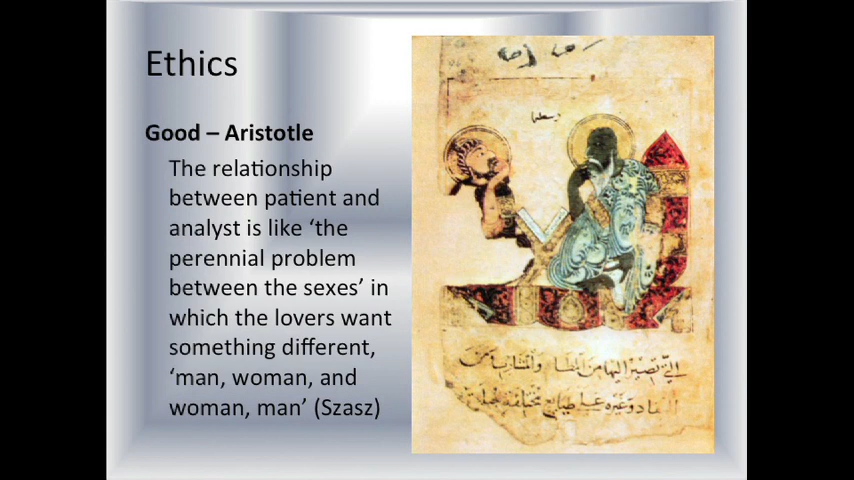 Ethics
Good – Aristotle
The relationship
between patient and
analyst is like ‘the
perennial problem
between the sexes’ in
which the lovers want
something different,
‘man, woman, and
woman, man’ (Szasz)